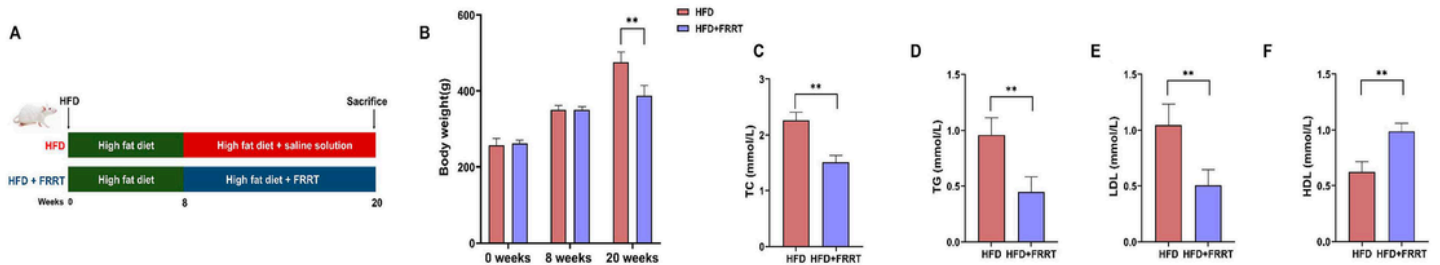 A
HFD
Sacrifice
HFD
High fat diet
High fat diet + saline solution
HFD + FRRT
High fat diet
High fat diet + FRRT
Weeks
0
8
20
B
Body weight(g)
600
400
200
0
**
0 weeks
8 weeks
20 weeks
HFD
HFD+FRRT
C
TC (mmol/L)
3
2
1
0
**
HFD
HFD+FRRT
D
TG (mmol/L)
1.5
1.0
0.5
0.0
**
HFD
HFD+FRRT
E
LDL (mmol/L)
1.5
1.0
0.5
0.0
**
HFD
HFD+FRRT
F
HDL (mmol/L)
1.5
1.0
0.5
0.0
**
HFD
HFD+FRRT